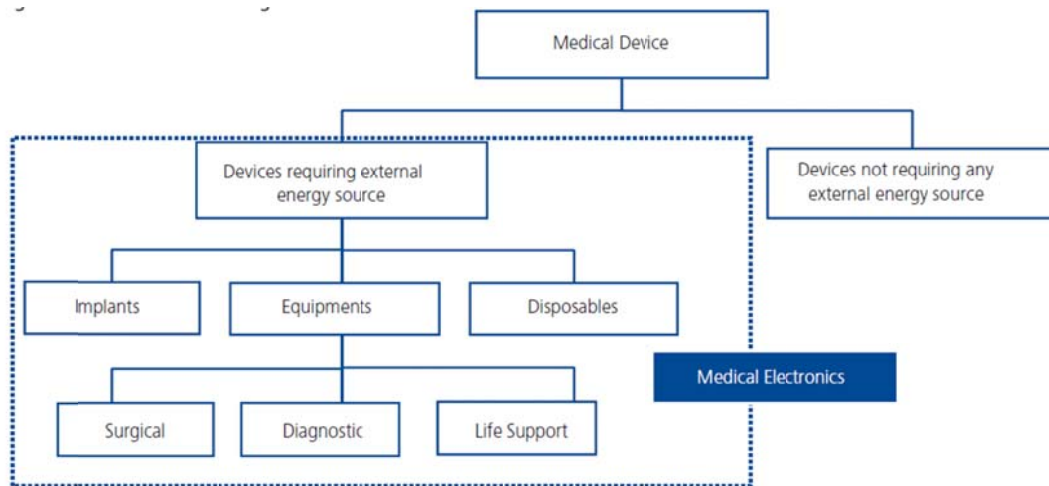 Medical Device
Devices requiring external
energy source
Devices not requiring any
external energy source
Implants
Equipments
Disposables
Medical Electronics
Surgical
Diagnostic
Life Support